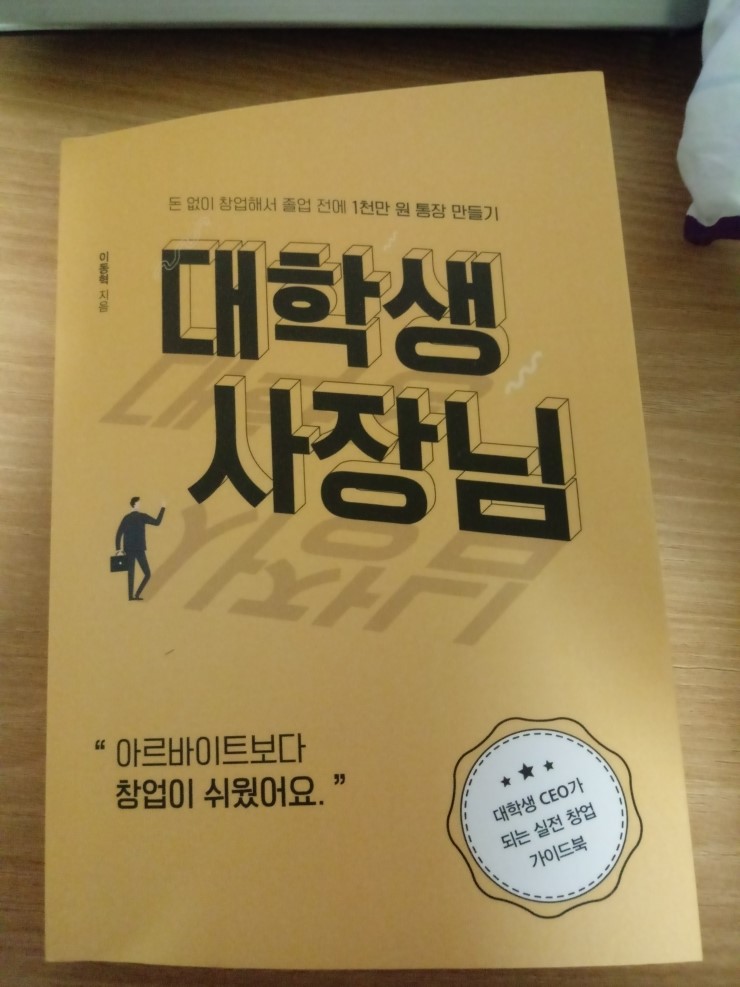 돈 없이 창업해서 졸업 전에 1천만 원 통장 만들기
이동혁 지음
대학생
사장님
“ 아르바이트보다
창업이 쉬웠어요. ”
대학생 CEO가
되는 실전 창업
가이드북